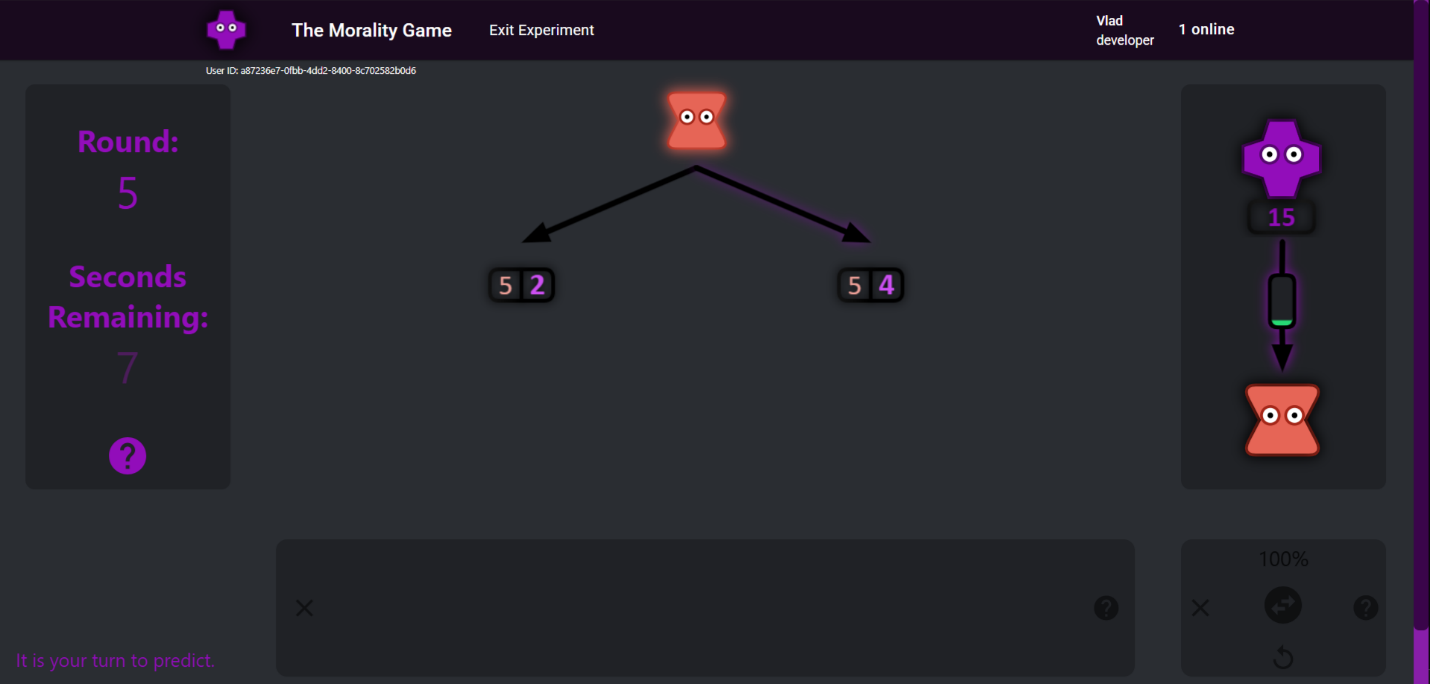 The Morality Game
Exit Experiment
Vlad
developer
1 online
User ID: a87236e7-0fbb-4dd2-8400-8c702582b0d6
Round:
5
Seconds
Remaining:
7
?
5 2
5 4
15
?
100%
?
It is your turn to predict.